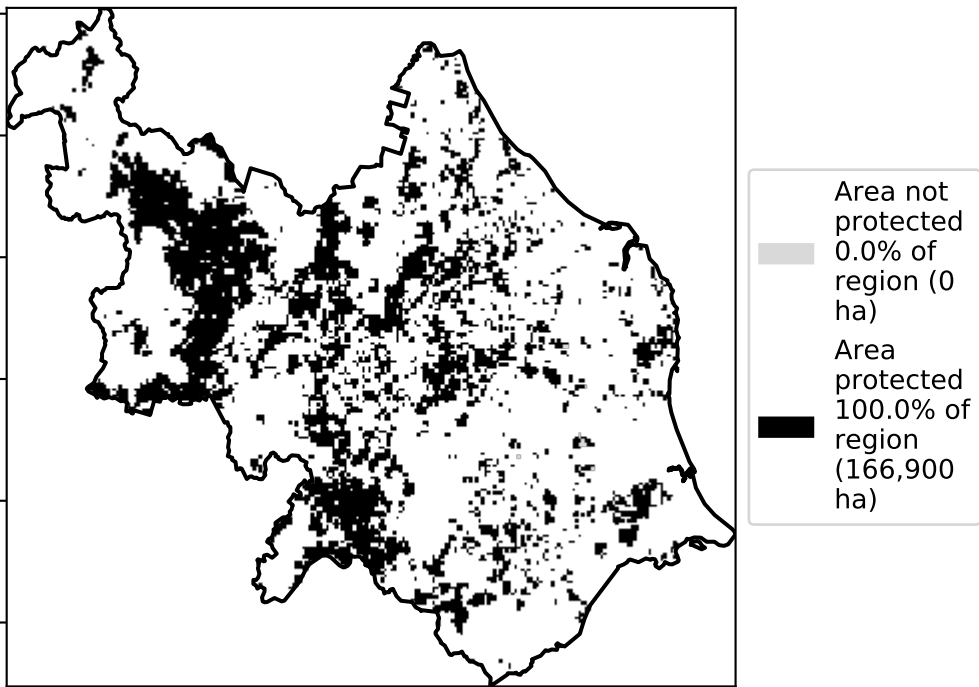 Area not
protected
0.0% of
region (0
ha)
Area
protected
100.0% of
region
(166,900
ha)